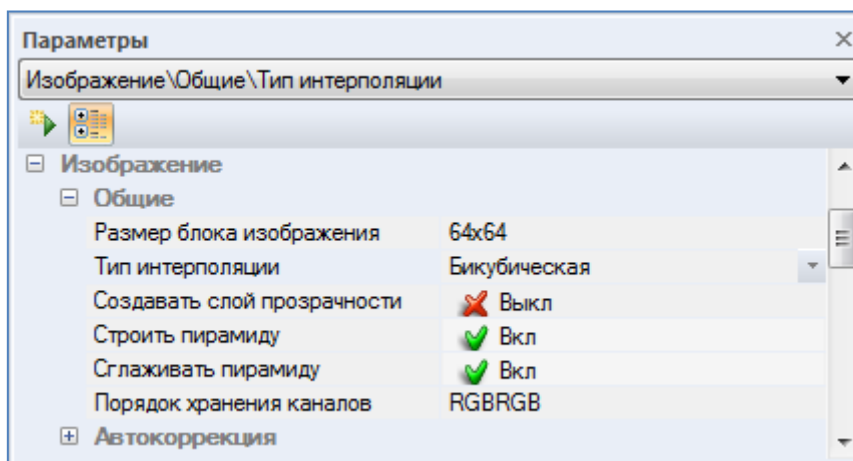 Параметры
Изображение\Общие\Тип интерполяции
Изображение
Общие
Размер блока изображения 64x64
Тип интерполяции Бикубическая
Создавать слой прозрачности Выкл
Строить пирамиду Вкл
Сглаживать пирамиду Вкл
Порядок хранения каналов RGBRGB
Автокоррекция